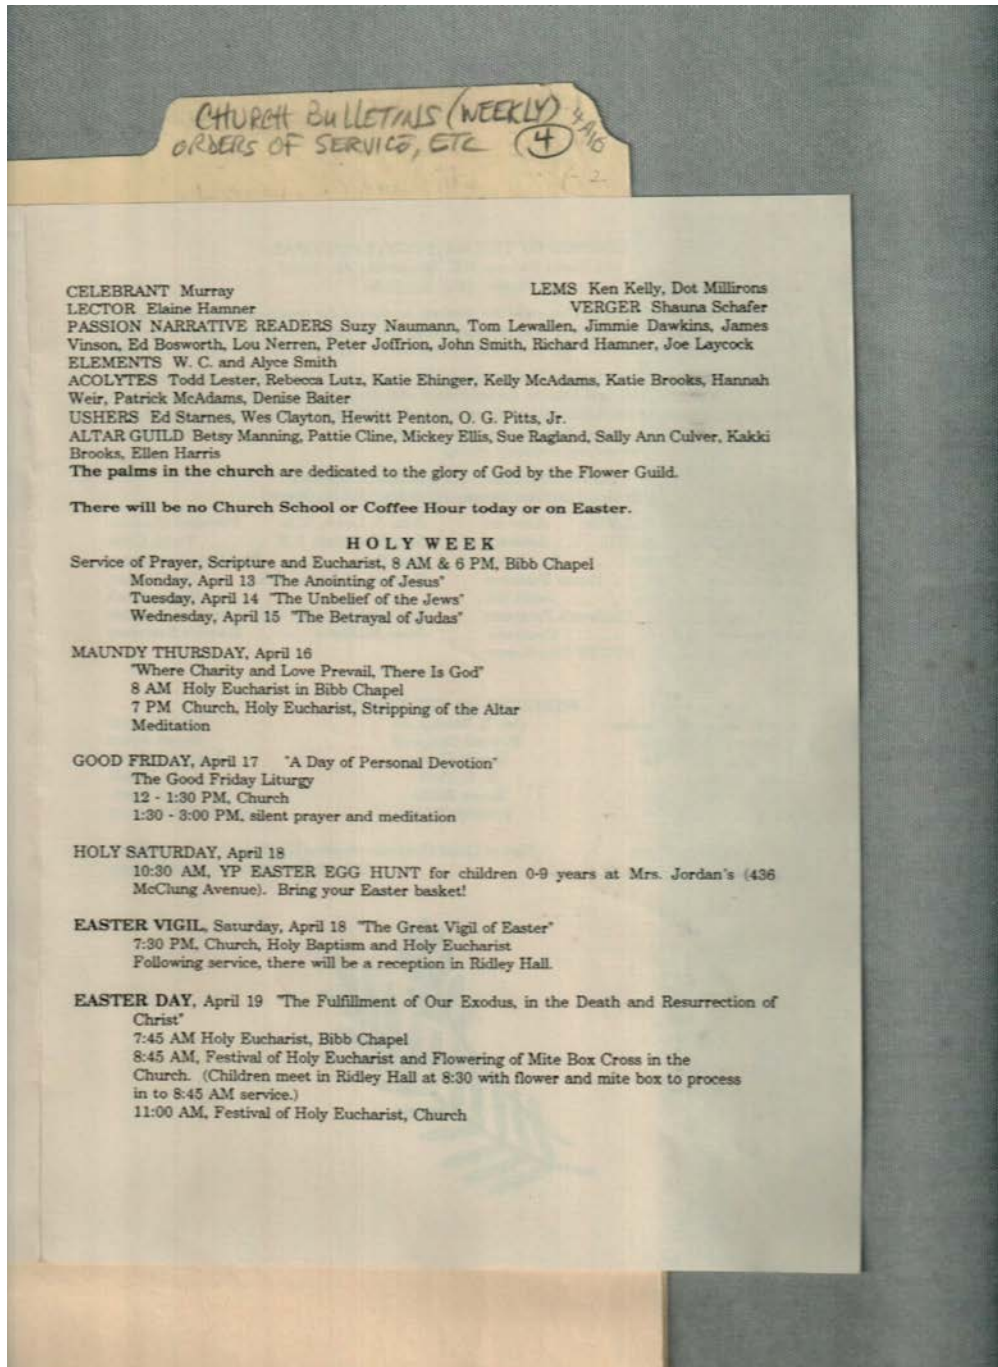 CHURCH BULLETINS (WEEKLY)
ORDERS OF SERVICE, ETC (4)
CELEBRANT Murray LEMS Ken Kelly, Dot Millirons
LECTOR Elaine Hamner VERGER Shauna Schafer
PASSION NARRATIVE READERS Suzy Naumann, Tom Lewallen, Jimmie Dawkins, James
Vinson, Ed Bosworth, Lou Nerren, Peter Joffrion, John Smith, Richard Hamner, Joe Laycock
ELEMENTS W. C. and Alyce Smith
ACOLYTES Todd Lester, Rebecca Lutz, Katie Ehinger, Kelly McAdams, Katie Brooks, Hannah
Weir, Patrick McAdams, Denise Baiter
USHERS Ed Starnes, Wes Clayton, Hewitt Penton, O. G. Pitts, Jr.
ALTAR GUILD Betsy Manning, Pattie Cline, Mickey Ellis, Sue Ragland, Sally Ann Culver, Kakki
Brooks, Ellen Harris
The palms in the church are dedicated to the glory of God by the Flower Guild.
There will be no Church School or Coffee Hour today or on Easter.
HOLY WEEK
Service of Prayer, Scripture and Eucharist, 8 AM & 6 PM, Bibb Chapel
Monday, April 13 "The Anointing of Jesus"
Tuesday, April 14 "The Unbelief of the Jews"
Wednesday, April 15 "The Betrayal of Judas"
MAUNDY THURSDAY, April 16
"Where Charity and Love Prevail, There Is God"
8 AM Holy Eucharist in Bibb Chapel
7 PM Church, Holy Eucharist, Stripping of the Altar
Meditation
GOOD FRIDAY, April 17 "A Day of Personal Devotion"
The Good Friday Liturgy
12 - 1:30 PM, Church
1:30 - 3:00 PM, silent prayer and meditation
HOLY SATURDAY, April 18
10:30 AM, YP EASTER EGG HUNT for children 0-9 years at Mrs. Jordan's (436
McClung Avenue). Bring your Easter basket!
EASTER VIGIL, Saturday, April 18 "The Great Vigil of Easter"
7:30 PM, Church, Holy Baptism and Holy Eucharist
Following service, there will be a reception in Ridley Hall.
EASTER DAY, April 19 "The Fulfillment of Our Exodus, in the Death and Resurrection of
Christ"
7:45 AM Holy Eucharist, Bibb Chapel
8:45 AM, Festival of Holy Eucharist and Flowering of Mite Box Cross in the
Church. (Children meet in Ridley Hall at 8:30 with flower and mite box to process
in to 8:45 AM service.)
11:00 AM, Festival of Holy Eucharist, Church